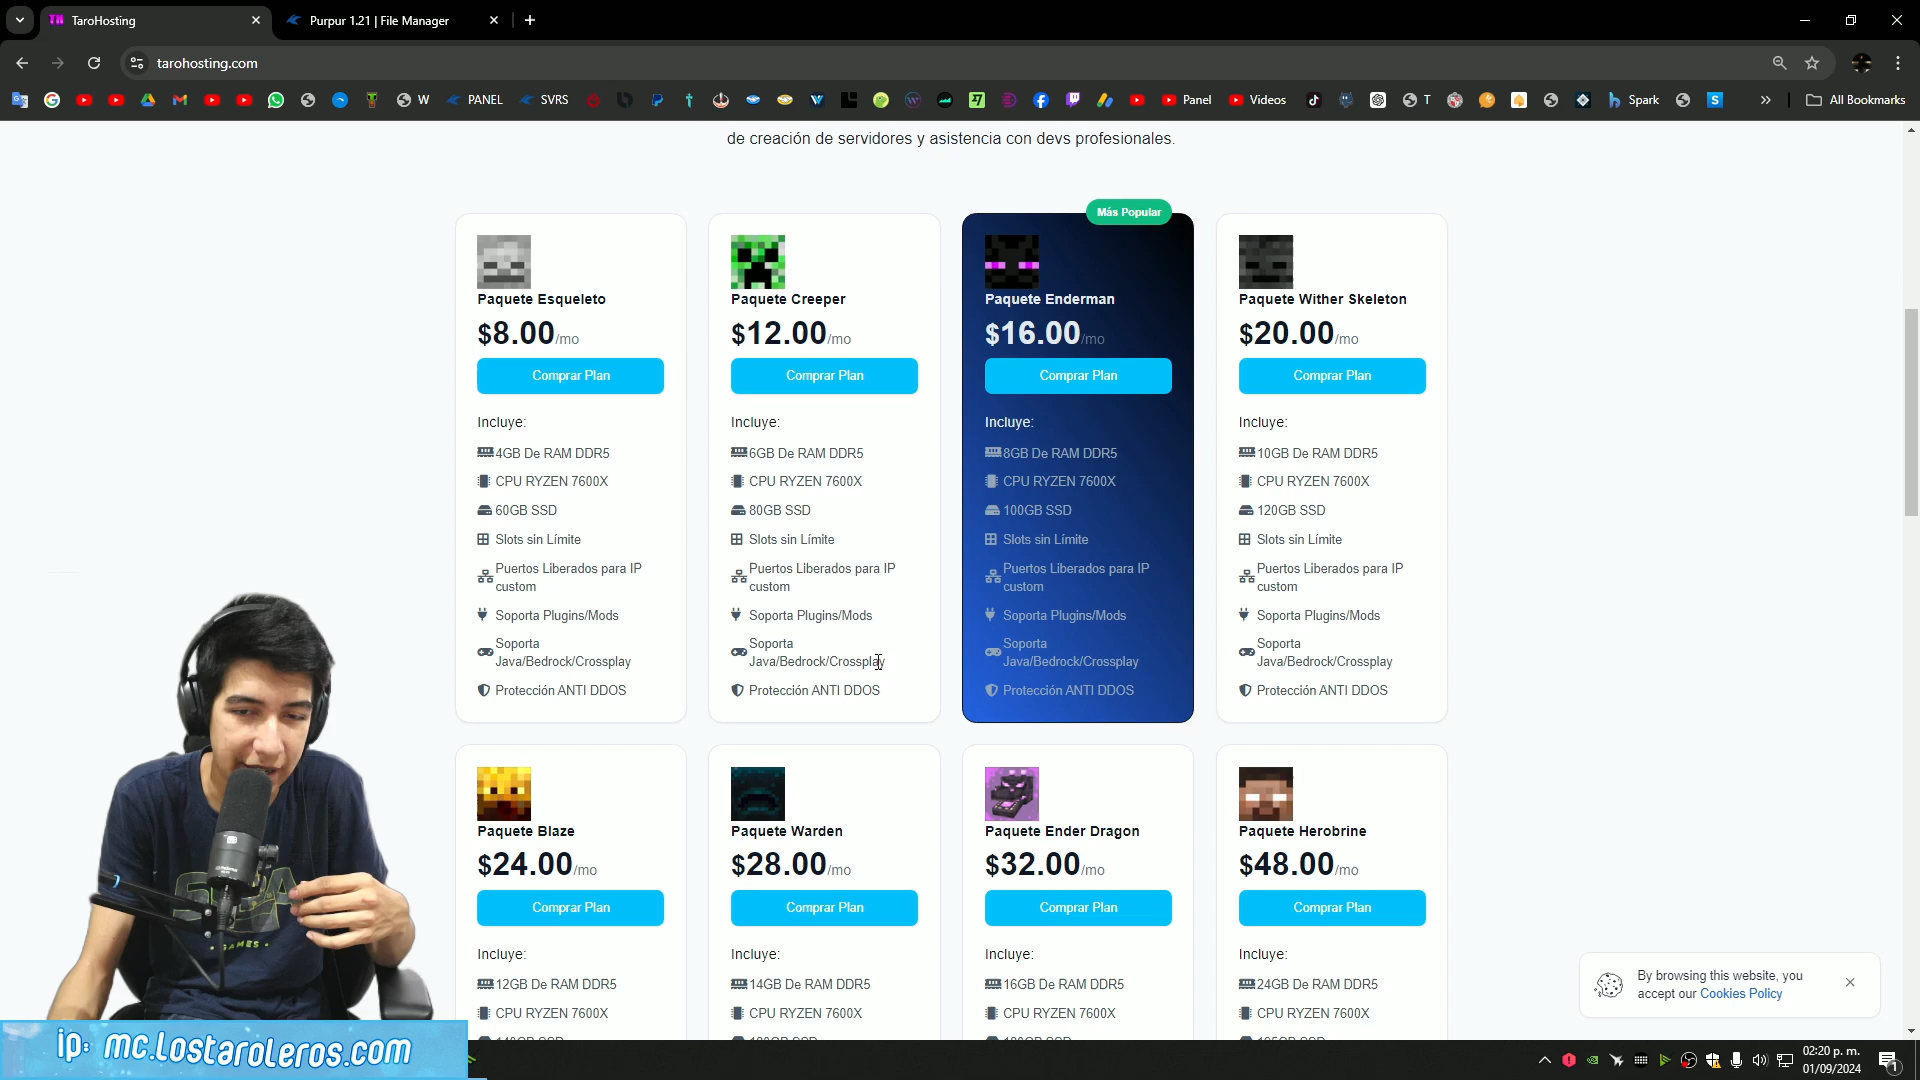 TaroHosting
Purpur 1.21 | File Manager
tarohosting.com
W
PANEL
SVRS
Panel
Videos
T
Spark
All Bookmarks
de creación de servidores y asistencia con devs profesionales.
Más Popular
Paquete Esqueleto
$8.00/mo
Comprar Plan
Incluye:
4GB De RAM DDR5
CPU RYZEN 7600X
60GB SSD
Slots sin Límite
Puertos Liberados para IP
custom
Soporta Plugins/Mods
Soporta
Java/Bedrock/Crossplay
Protección ANTI DDOS
Paquete Creeper
$12.00/mo
Comprar Plan
Incluye:
6GB De RAM DDR5
CPU RYZEN 7600X
80GB SSD
Slots sin Límite
Puertos Liberados para IP
custom
Soporta Plugins/Mods
Soporta
Java/Bedrock/Crossplay
Protección ANTI DDOS
Paquete Enderman
$16.00/mo
Comprar Plan
Incluye:
8GB De RAM DDR5
CPU RYZEN 7600X
100GB SSD
Slots sin Límite
Puertos Liberados para IP
custom
Soporta Plugins/Mods
Soporta
Java/Bedrock/Crossplay
Protección ANTI DDOS
Paquete Wither Skeleton
$20.00/mo
Comprar Plan
Incluye:
10GB De RAM DDR5
CPU RYZEN 7600X
120GB SSD
Slots sin Límite
Puertos Liberados para IP
custom
Soporta Plugins/Mods
Soporta
Java/Bedrock/Crossplay
Protección ANTI DDOS
Paquete Blaze
$24.00/mo
Comprar Plan
Incluye:
12GB De RAM DDR5
CPU RYZEN 7600X
Paquete Warden
$28.00/mo
Comprar Plan
Incluye:
14GB De RAM DDR5
CPU RYZEN 7600X
Paquete Ender Dragon
$32.00/mo
Comprar Plan
Incluye:
16GB De RAM DDR5
CPU RYZEN 7600X
Paquete Herobrine
$48.00/mo
Comprar Plan
Incluye:
24GB De RAM DDR5
CPU RYZEN 7600X
By browsing this website, you
accept our Cookies Policy
GAMES
ip: mc.lostaroleros.com
02:20 p. m.
01/09/2024
1